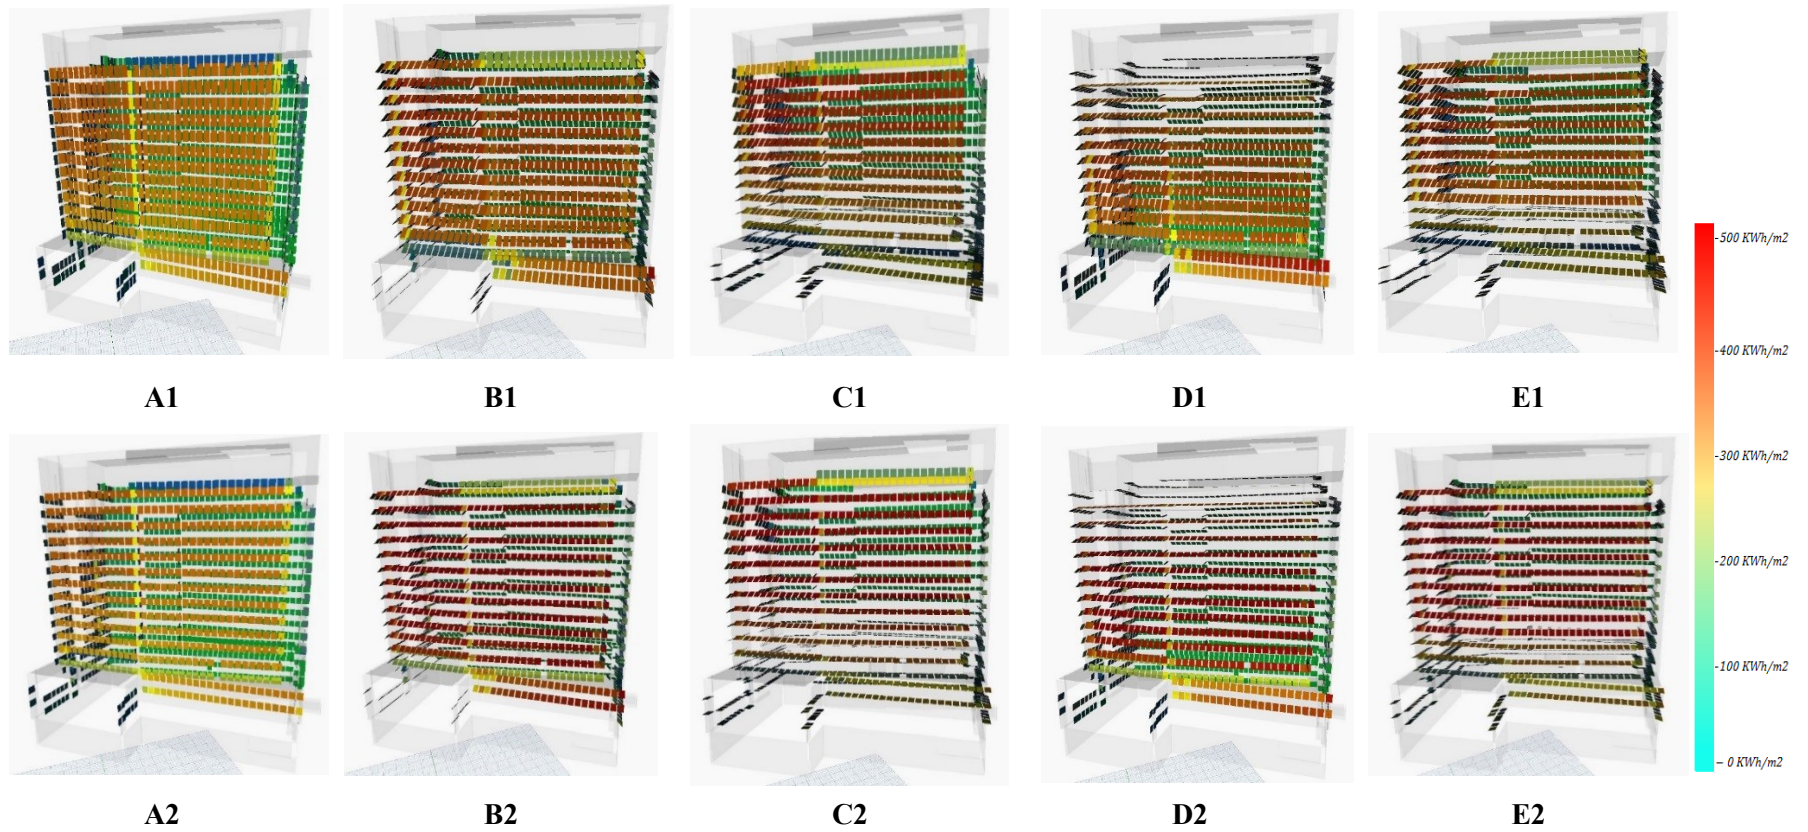 A1 B1 C1 D1 E1
500 KWh/m2
400 KWh/m2
300 KWh/m2
200 KWh/m2
100 KWh/m2
0 KWh/m2
A2 B2 C2 D2 E2